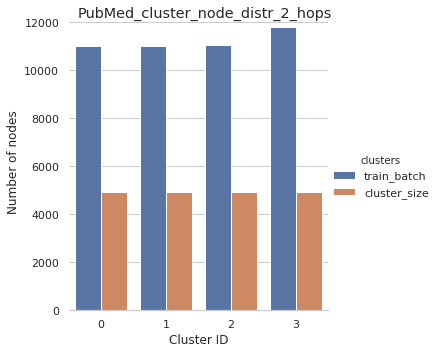 PubMed_cluster_node_distr_2_hops
12000
10000
8000
6000
4000
2000
0
Number of nodes
0 1 2 3
Cluster ID
clusters
train_batch
cluster_size